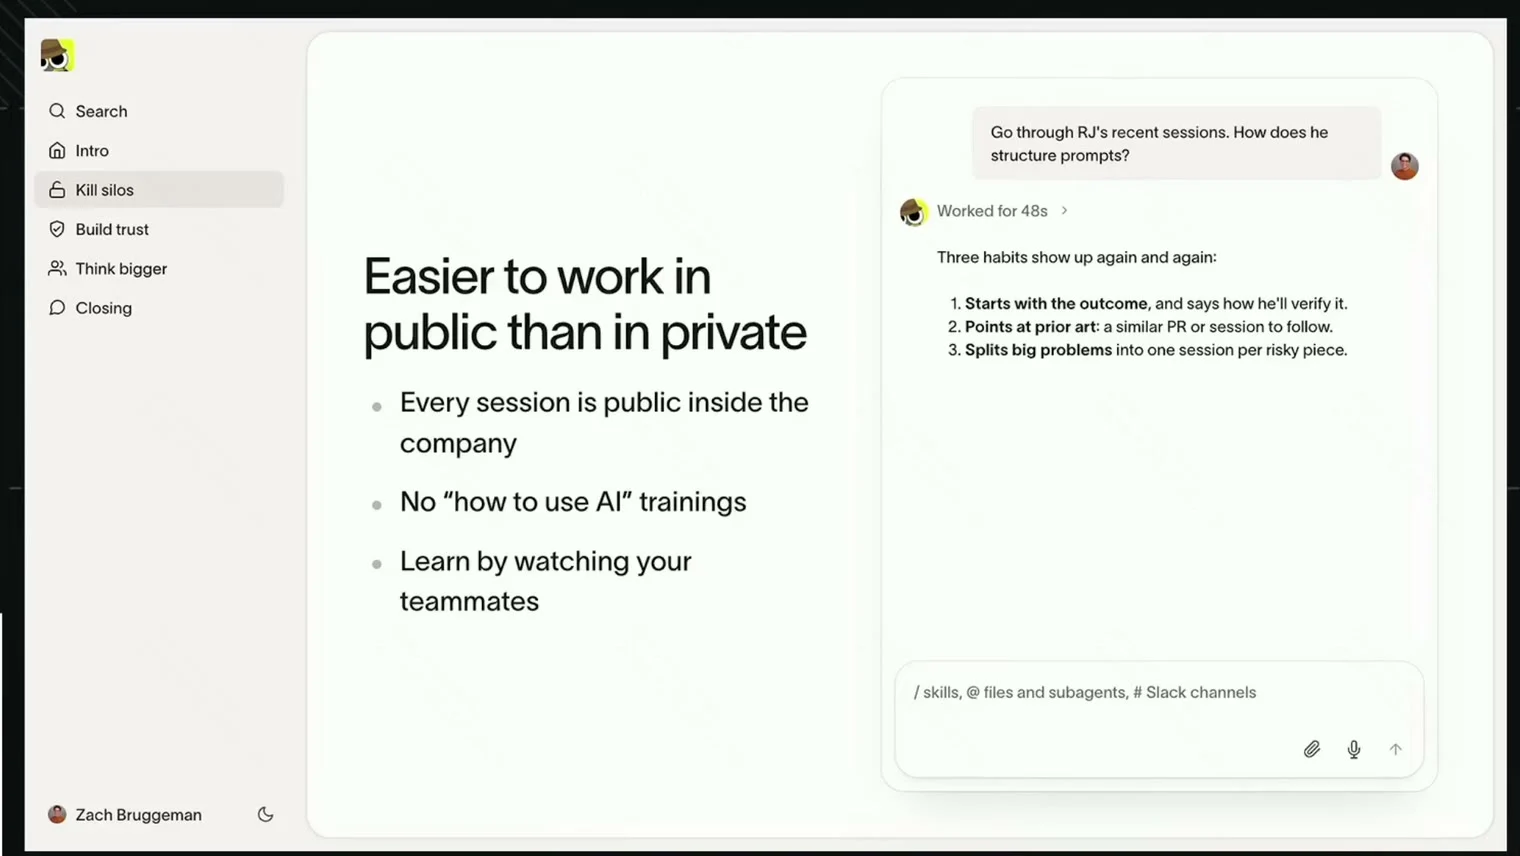 Search
Intro
Kill silos
Build trust
Think bigger
Closing
Zach Bruggeman
Easier to work in
public than in private
Every session is public inside the
company
No “how to use AI” trainings
Learn by watching your
teammates
Go through RJ's recent sessions. How does he
structure prompts?
Worked for 48s
Three habits show up again and again:
1. Starts with the outcome, and says how he'll verify it.
2. Points at prior art: a similar PR or session to follow.
3. Splits big problems into one session per risky piece.
/ skills, @ files and subagents, # Slack channels